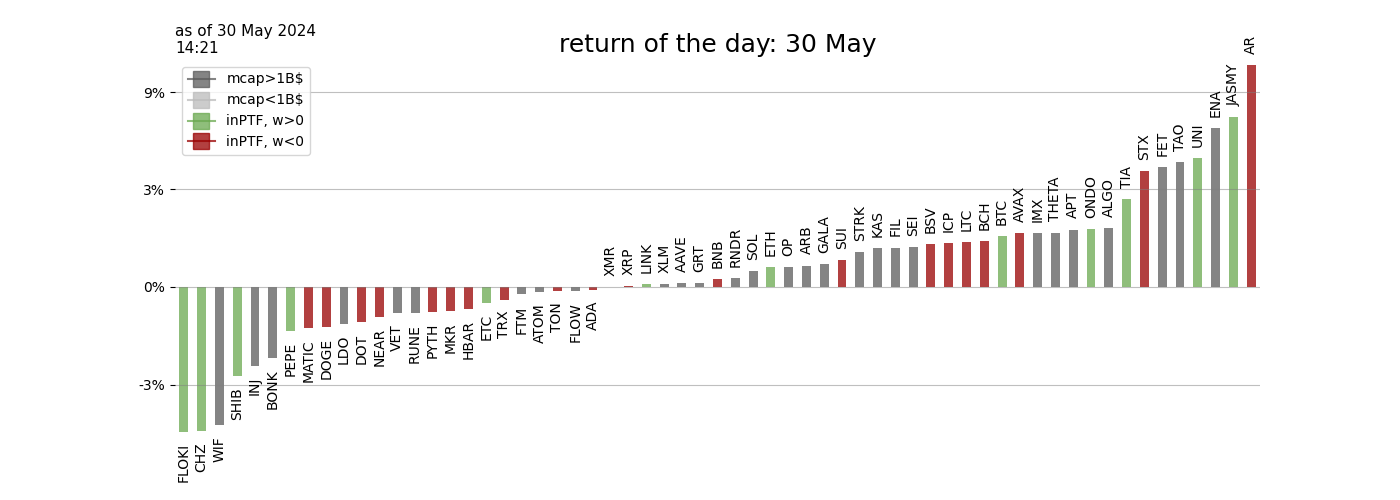 as of 30 May 2024
14:21
return of the day: 30 May
mcap>1B$
mcap<1B$
inPTF, w>0
inPTF, w<0
9%
3%
0%
-3%
FLOKI
CHZ
WIF
SHIB
INJ
BONK
PEPE
MATIC
DOGE
LDO
DOT
NEAR
VET
RUNE
PYTH
MKR
HBAR
ETC
TRX
FTM
ATOM
TON
FLOW
ADA
XMR
XRP
LINK
XLM
AAVE
GRT
BNB
RNDR
SOL
ETH
OP
ARB
GALA
SUI
STRK
KAS
FIL
SEI
BSV
ICP
LTC
BCH
BTC
AVAX
IMX
THETA
APT
ONDO
ALGO
TIA
STX
FET
TAO
UNI
ENA
JASMY
AR